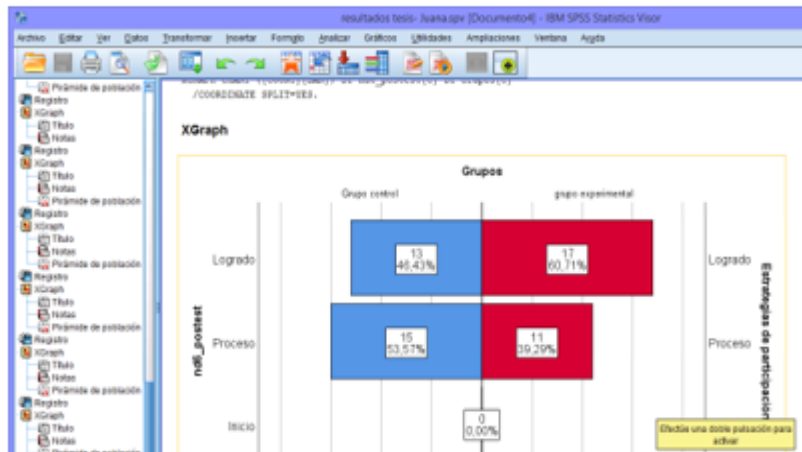 resultados tesis- Juana.spv [Documento4] - IBM SPSS Statistics Visor
Archivo Editar Ver Datos Transformar Insertar Formato Analizar Gráficos Utilidades Ampliaciones Ventana Ayuda
Pirámide de población
Registro
XGraph
Título
Notas
Registro
XGraph
Título
Notas
Pirámide de población
Registro
XGraph
Título
Notas
Pirámide de población
Registro
XGraph
Título
Notas
Pirámide de población
Registro
XGraph
Título
Notas
Pirámide de población
Registro
XGraph
Título
Notas
/COORDINATE SPLIT=YES.
XGraph
Grupos
Grupo control grupo experimental
Logrado
13
46,43%
17
60,71%
Logrado
Proceso
15
53,57%
11
39,29%
Proceso
Inicio
0
0,00%
Estrategias de participación
Efectúe una doble pulsación para
activar